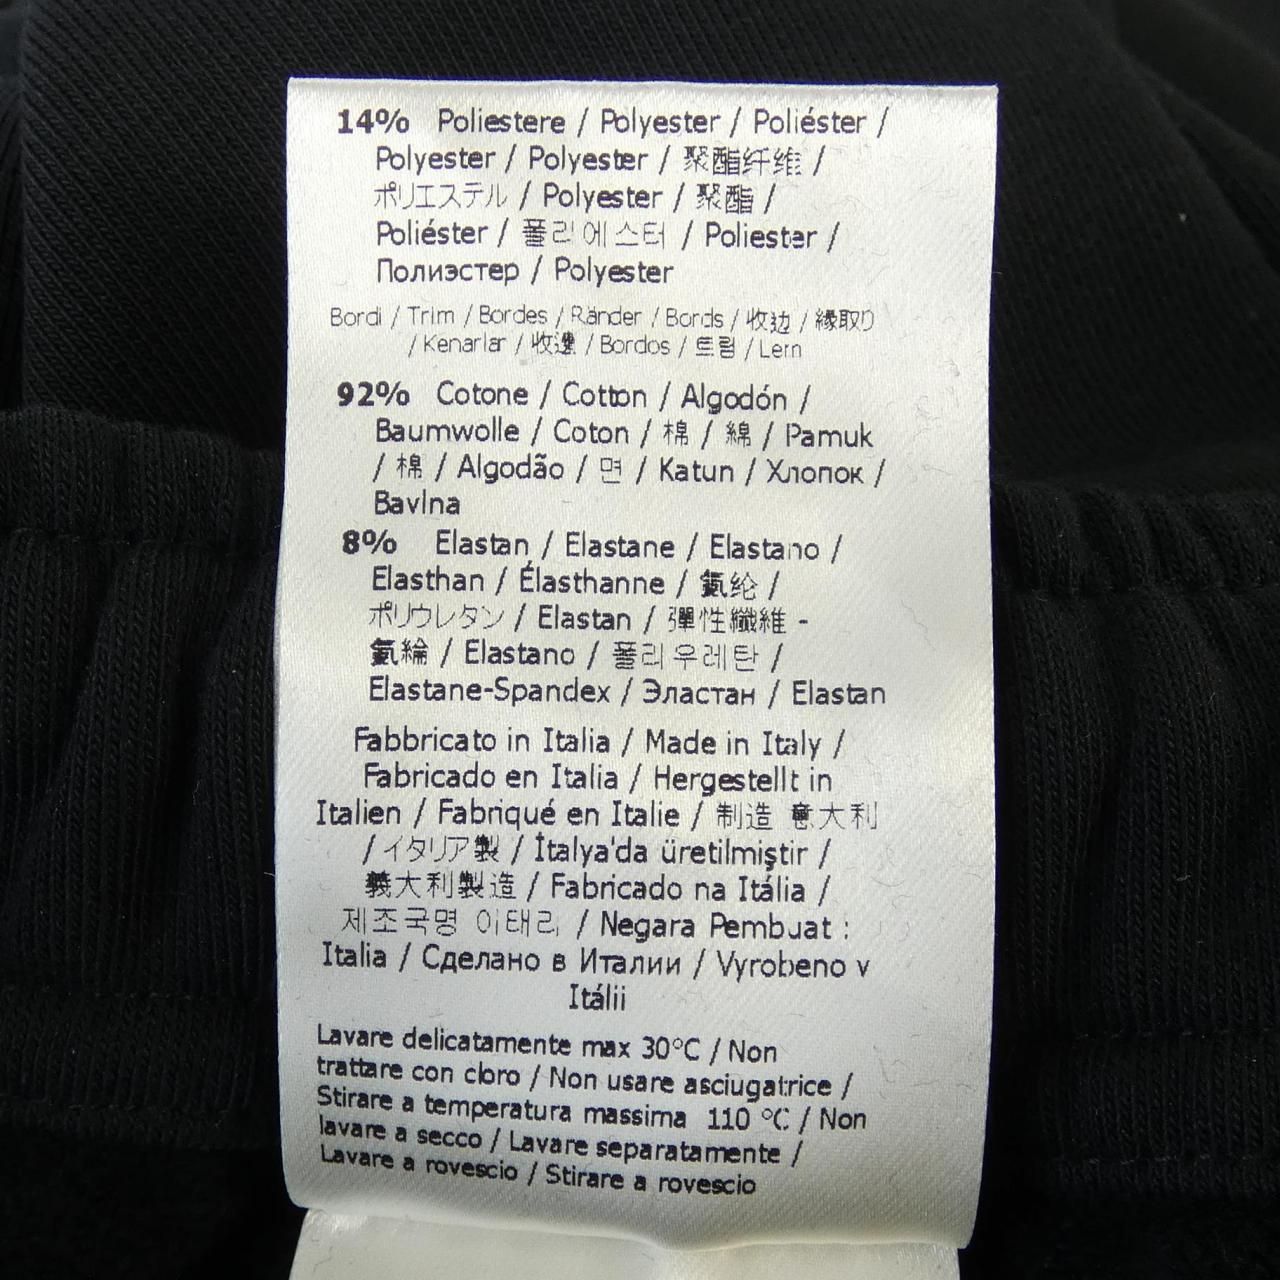 14% Poliestere / Polyester / Poliéster /
Polyester / Polyester / 聚酯纤维 /
ポリエステル / Polyester / 聚酯 /
Poliéster / 폴리에스터 / Poliester /
Полиэстер / Polyester
Bordi / Trim / Bordes / Ränder / Bords / 收边 / 縁取り
/ Kenarlar / 收邊 / Bordos / 트림 / Lem
92% Cotone / Cotton / Algodón /
Baumwolle / Coton / 棉 / 綿 / Pamuk
/ 棉 / Algodão / 면 / Katun / Хлопок /
Bavlna
8% Elastan / Elastane / Elastano /
Elasthan / Élasthanne / 氨纶 /
ポリウレタン / Elastan / 彈性纖維 -
氨綸 / Elastano / 폴리우레탄 /
Elastane-Spandex / Эластан / Elastan
Fabbricato in Italia / Made in Italy /
Fabricado en Italia / Hergestellt in
Italien / Fabriqué en Italie / 制造 意大利
/ イタリア製 / İtalya'da üretilmiştir /
義大利製造 / Fabricado na Itália /
제조국명 이태리 / Negara Pembuat :
Italia / Сделано в Италии / Vyrobeno v
Itálii
Lavare delicatamente max 30°C / Non
trattare con cloro / Non usare asciugatrice /
Stirare a temperatura massima 110 °C / Non
lavare a secco / Lavare separatamente /
Lavare a rovescio / Stirare a rovescio